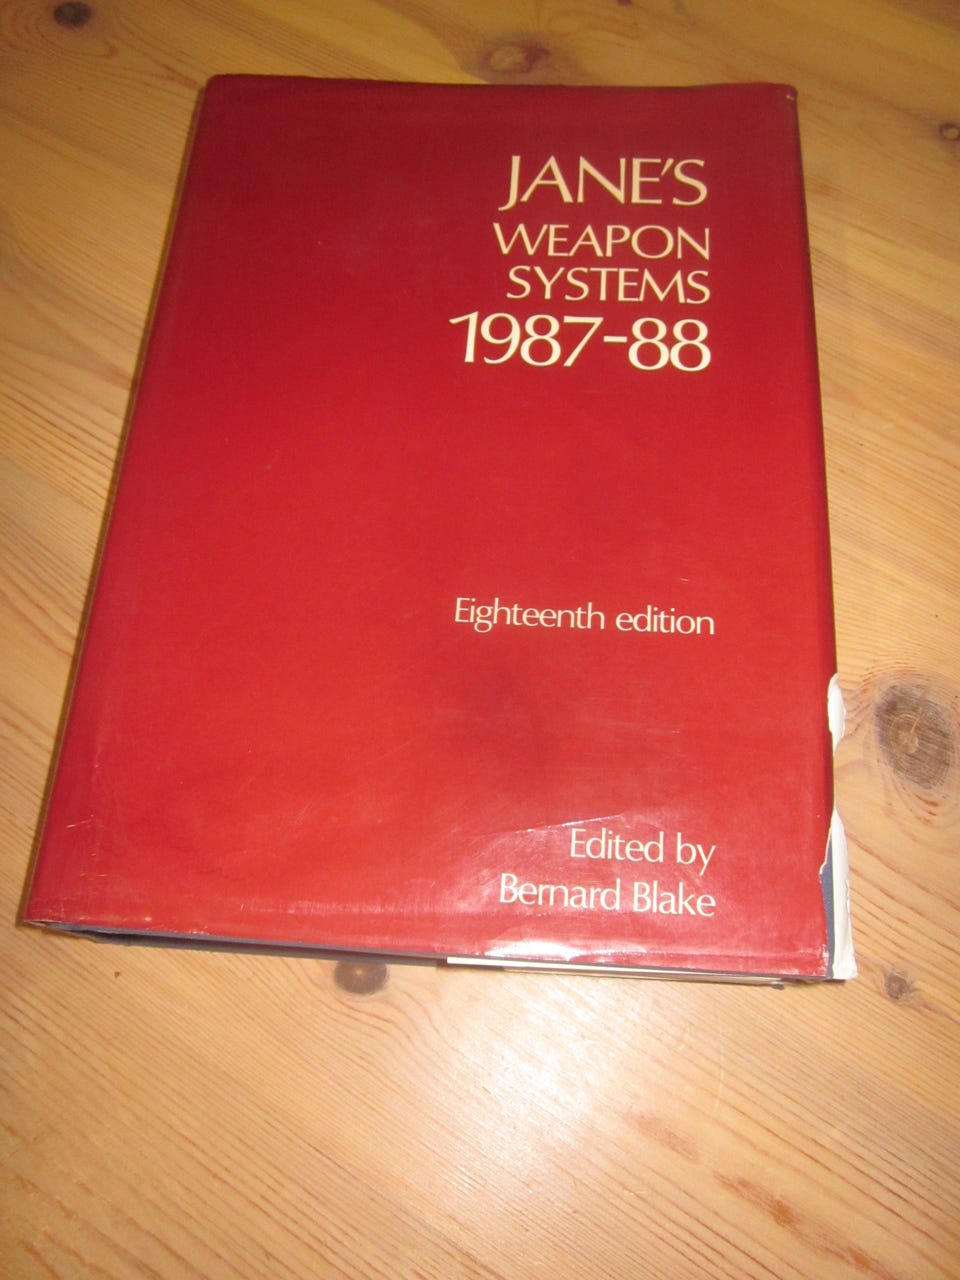 JANE'S
WEAPON
SYSTEMS
1987-88
Eighteenth edition
Edited by
Bernard Blake